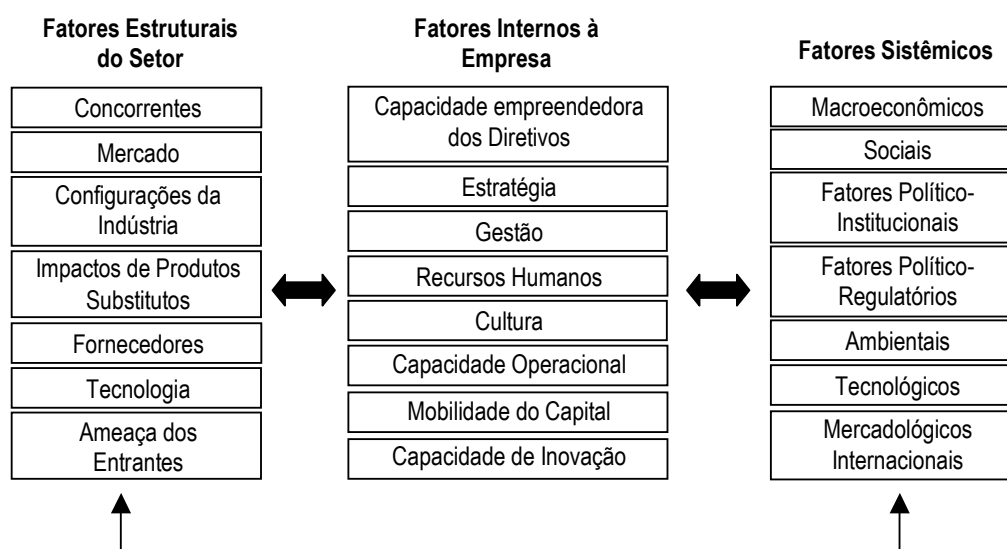 Fatores Estruturais
do Setor
Concorrentes
Mercado
Configurações da
Indústria
Impactos de Produtos
Substitutos
Fornecedores
Tecnologia
Ameaça dos
Entrantes
Fatores Internos à
Empresa
Capacidade empreendedora
dos Diretivos
Estratégia
Gestão
Recursos Humanos
Cultura
Capacidade Operacional
Mobilidade do Capital
Capacidade de Inovação
Fatores Sistêmicos
Macroeconômicos
Sociais
Fatores Político-
Institucionais
Fatores Político-
Regulatórios
Ambientais
Tecnológicos
Mercadológicos
Internacionais